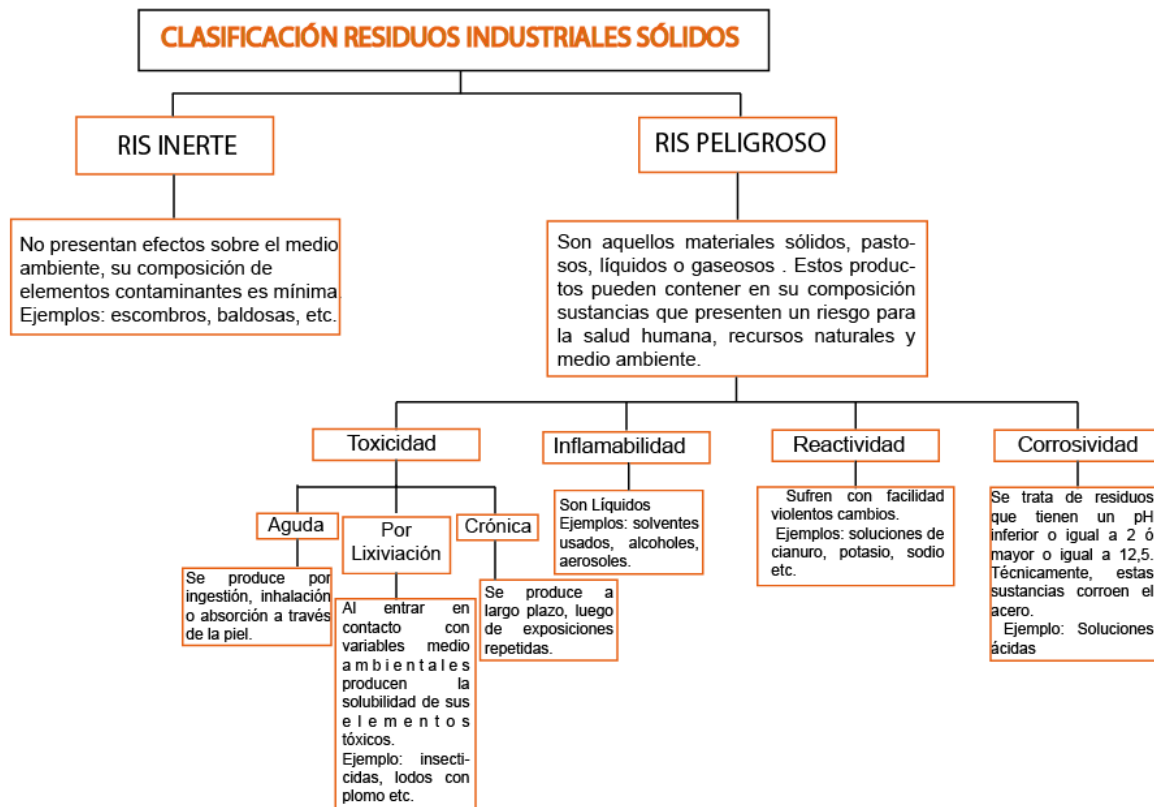 CLASIFICACIÓN RESIDUOS INDUSTRIALES SÓLIDOS
RIS INERTE
No presentan efectos sobre el medio
ambiente, su composición de
elementos contaminantes es mínima.
Ejemplos: escombros, baldosas, etc.
RIS PELIGROSO
Son aquellos materiales sólidos, pasto-
sos, líquidos o gaseosos . Estos produc-
tos pueden contener en su composición
sustancias que presenten un riesgo para
la salud humana, recursos naturales y
medio ambiente.
Toxicidad
Aguda
Se produce por
ingestión, inhalación
o absorción a través
de la piel.
Por
Lixiviación
Al entrar en
contacto con
variables medio
ambientales
producen la
solubilidad de sus
elementos
tóxicos.
Ejemplo: insecti-
cidas, lodos con
plomo etc.
Crónica
Se produce a
largo plazo, luego
de exposiciones
repetidas.
Inflamabilidad
Son Líquidos
Ejemplos: solventes
usados, alcoholes,
aerosoles.
Reactividad
Sufren con facilidad
violentos cambios.
Ejemplos: soluciones de
cianuro, potasio, sodio
etc.
Corrosividad
Se trata de residuos
que tienen un pH
inferior o igual a 2 ó
mayor o igual a 12,5.
Técnicamente, estas
sustancias corroen el
acero.
Ejemplo: Soluciones
ácidas